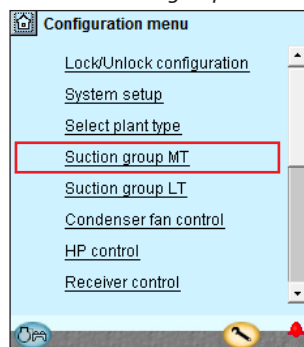 Configuration menu
Lock/Unlock configuration
System setup
Select plant type
Suction group MT
Suction group LT
Condenser fan control
HP control
Receiver control